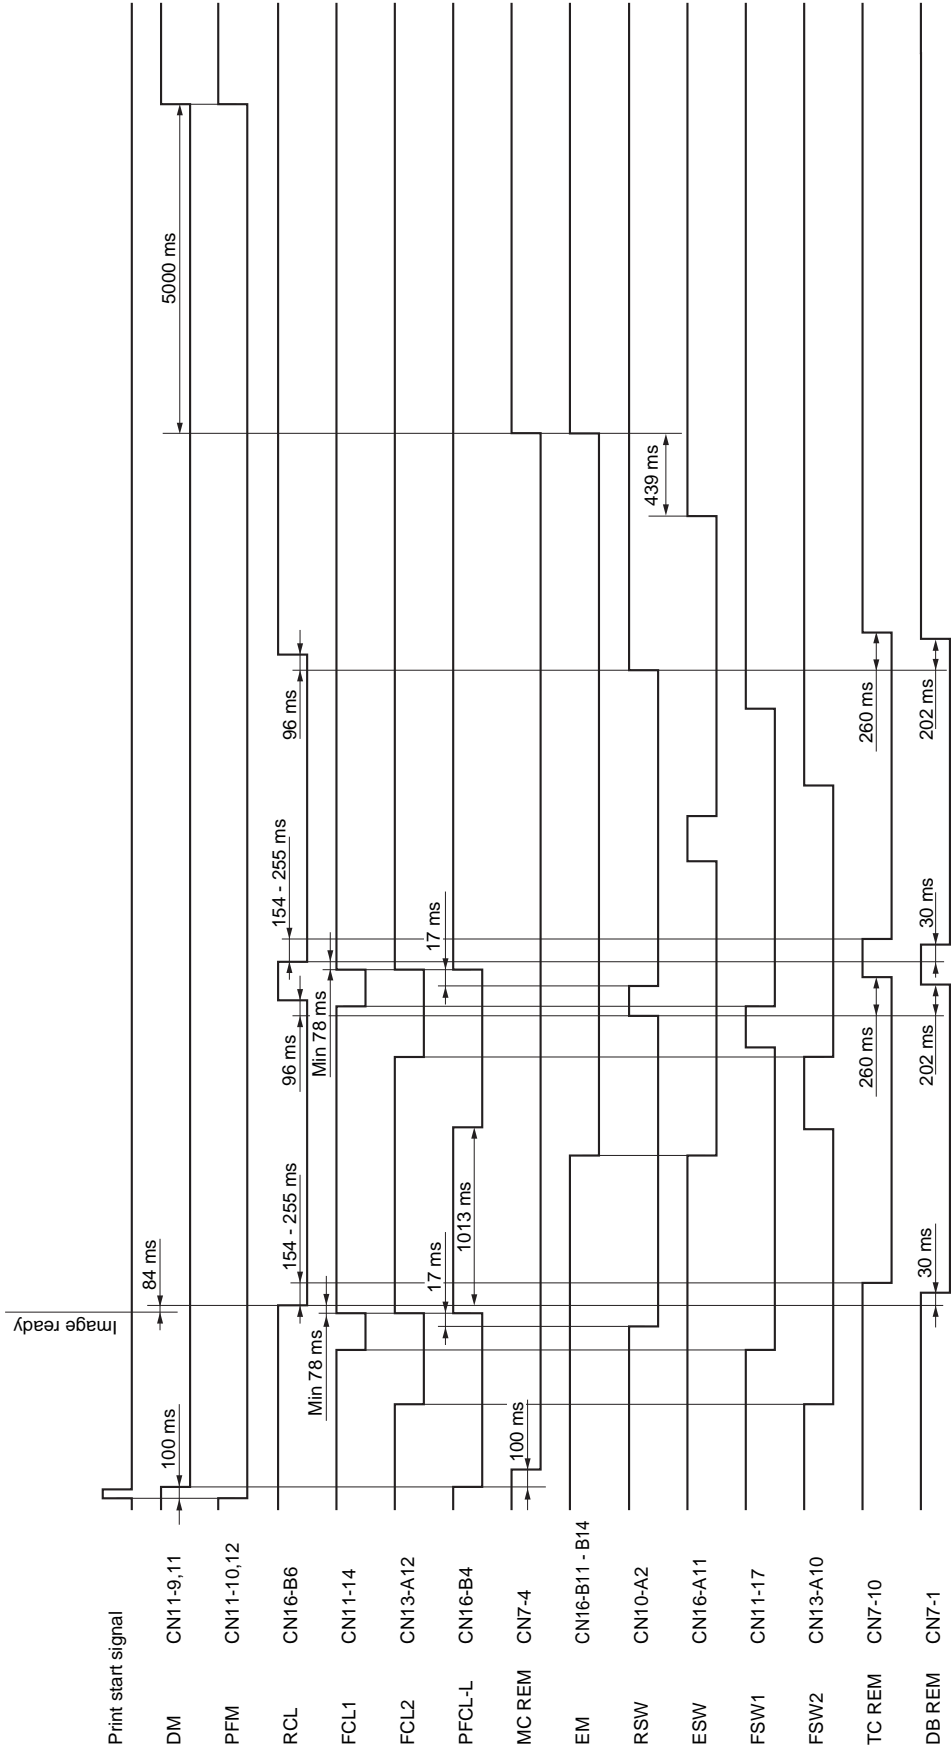 Image ready
Print start signal
DM CN11-9,11
100 ms
84 ms
5000 ms
PFM CN11-10,12
RCL CN16-B6
154 - 255 ms
96 ms
154 - 255 ms
96 ms
FCL1 CN11-14
Min 78 ms
Min 78 ms
FCL2 CN13-A12
PFCL-L CN16-B4
17 ms
1013 ms
17 ms
MC REM CN7-4
100 ms
EM CN16-B11 - B14
RSW CN10-A2
ESW CN16-A11
439 ms
FSW1 CN11-17
FSW2 CN13-A10
TC REM CN7-10
260 ms
260 ms
DB REM CN7-1
30 ms
202 ms
30 ms
202 ms